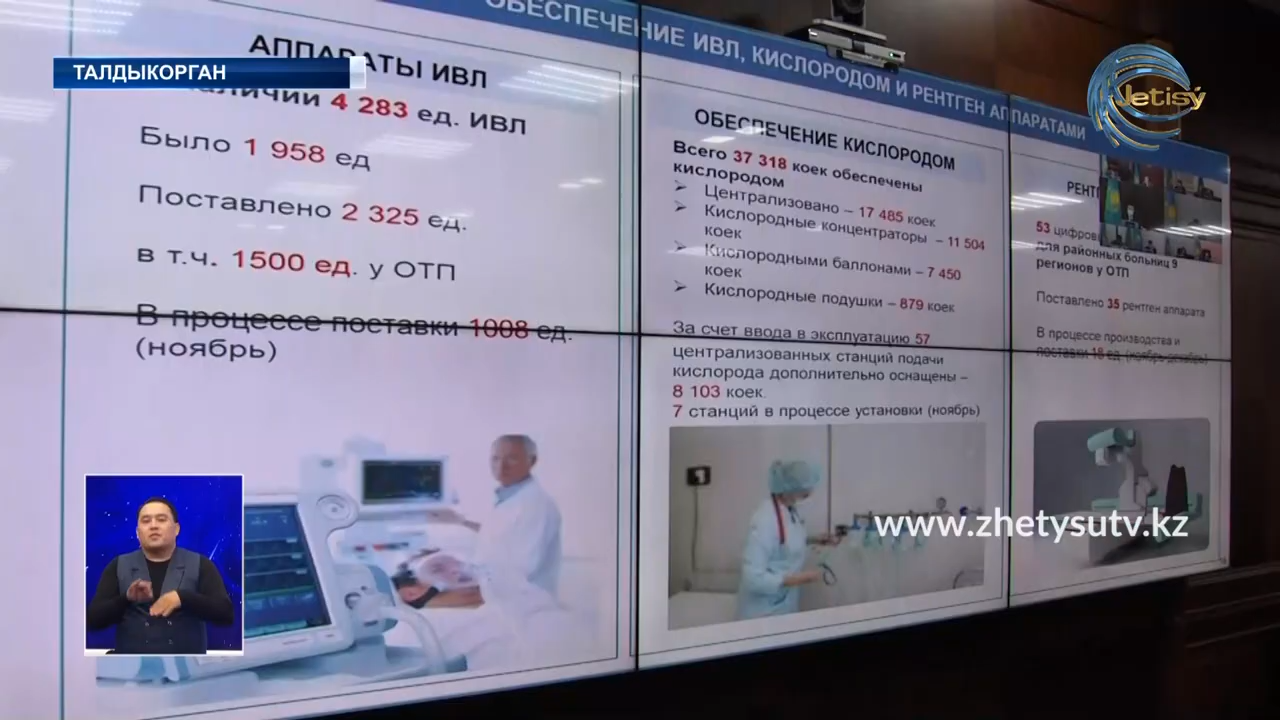 ОБЕСПЕЧЕНИЕ ИВЛ, КИСЛОРОДОМ И РЕНТГЕН АППАРАТАМИ
ТАЛДЫКОРГАН
Jetisý
АППАРАТЫ ИВЛ
4 283 ед. ИВЛ
Было 1 958 ед
Поставлено 2 325 ед.
в т.ч. 1500 ед. у ОТП
В процессе поставки 1008 ед.
(ноябрь)
ОБЕСПЕЧЕНИЕ КИСЛОРОДОМ
Всего 37 318 коек обеспечены
кислородом
➢ Централизовано – 17 485 коек
➢ Кислородные концентраторы – 11 504
коек
➢ Кислородными баллонами – 7 450
коек
➢ Кислородные подушки – 879 коек
За счет ввода в эксплуатацию 57
централизованных станций подачи
кислорода дополнительно оснащены –
8 103 коек.
7 станций в процессе установки (ноябрь)
53
для районных больниц 9
регионов у ОТП
Поставлено 35 рентген аппарата
В процессе производства и
поставки 18 ед. (ноябрь-декабрь)
www.zhetysutv.kz